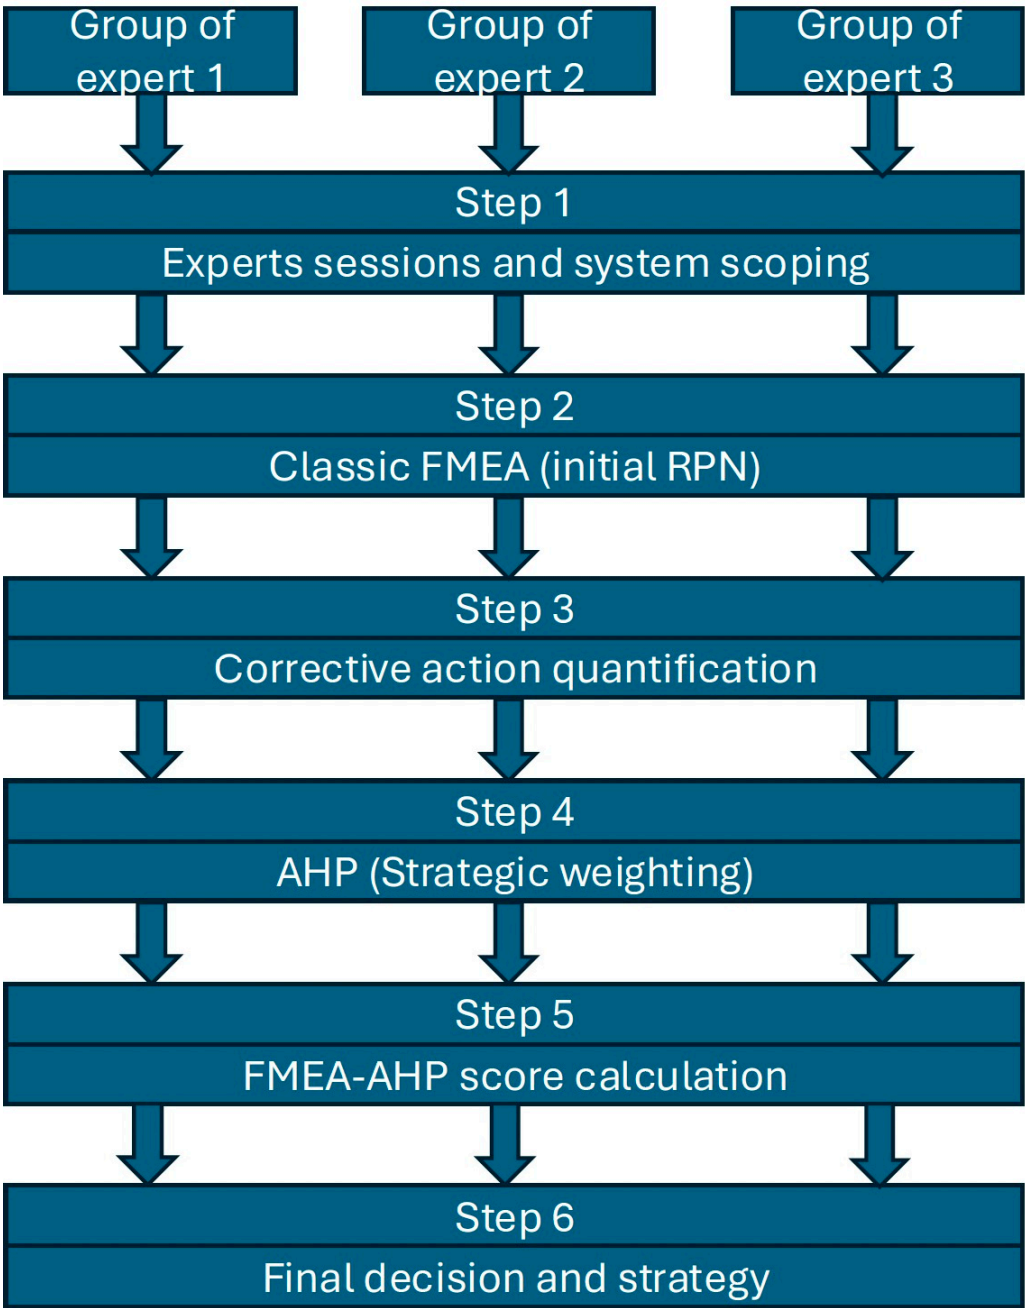 Group of
expert 1
Group of
expert 2
Group of
expert 3
Step 1
Experts sessions and system scoping
Step 2
Classic FMEA (initial RPN)
Step 3
Corrective action quantification
Step 4
AHP (Strategic weighting)
Step 5
FMEA-AHP score calculation
Step 6
Final decision and strategy